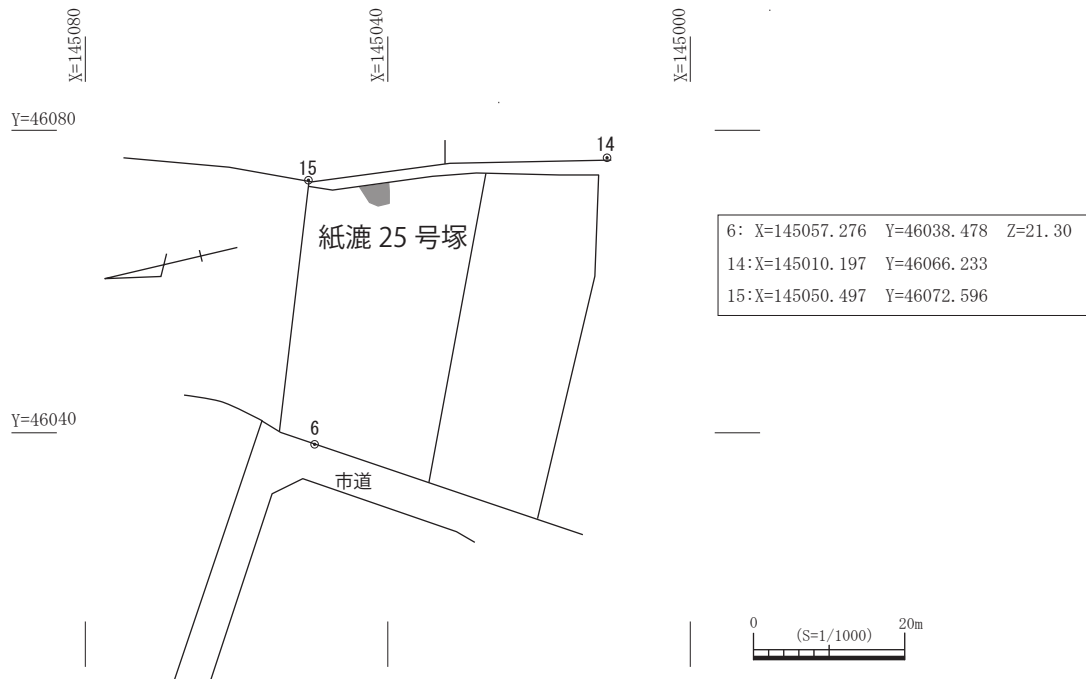 X=145080
X=145040
X=145000
Y=46080
14
15
紙漉 25 号塚
6: X=145057.276 Y=46038.478 Z=21.30
14:X=145010.197 Y=46066.233
15:X=145050.497 Y=46072.596
Y=46040
6
市道
0
(S=1/1000)
20m